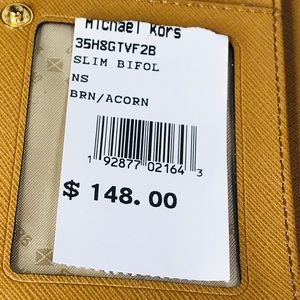 Michael Kors
35H8GTVF2B
SLIM BIFOL
NS
BRN/ACORN
1 92877 02164 3
$ 148.00